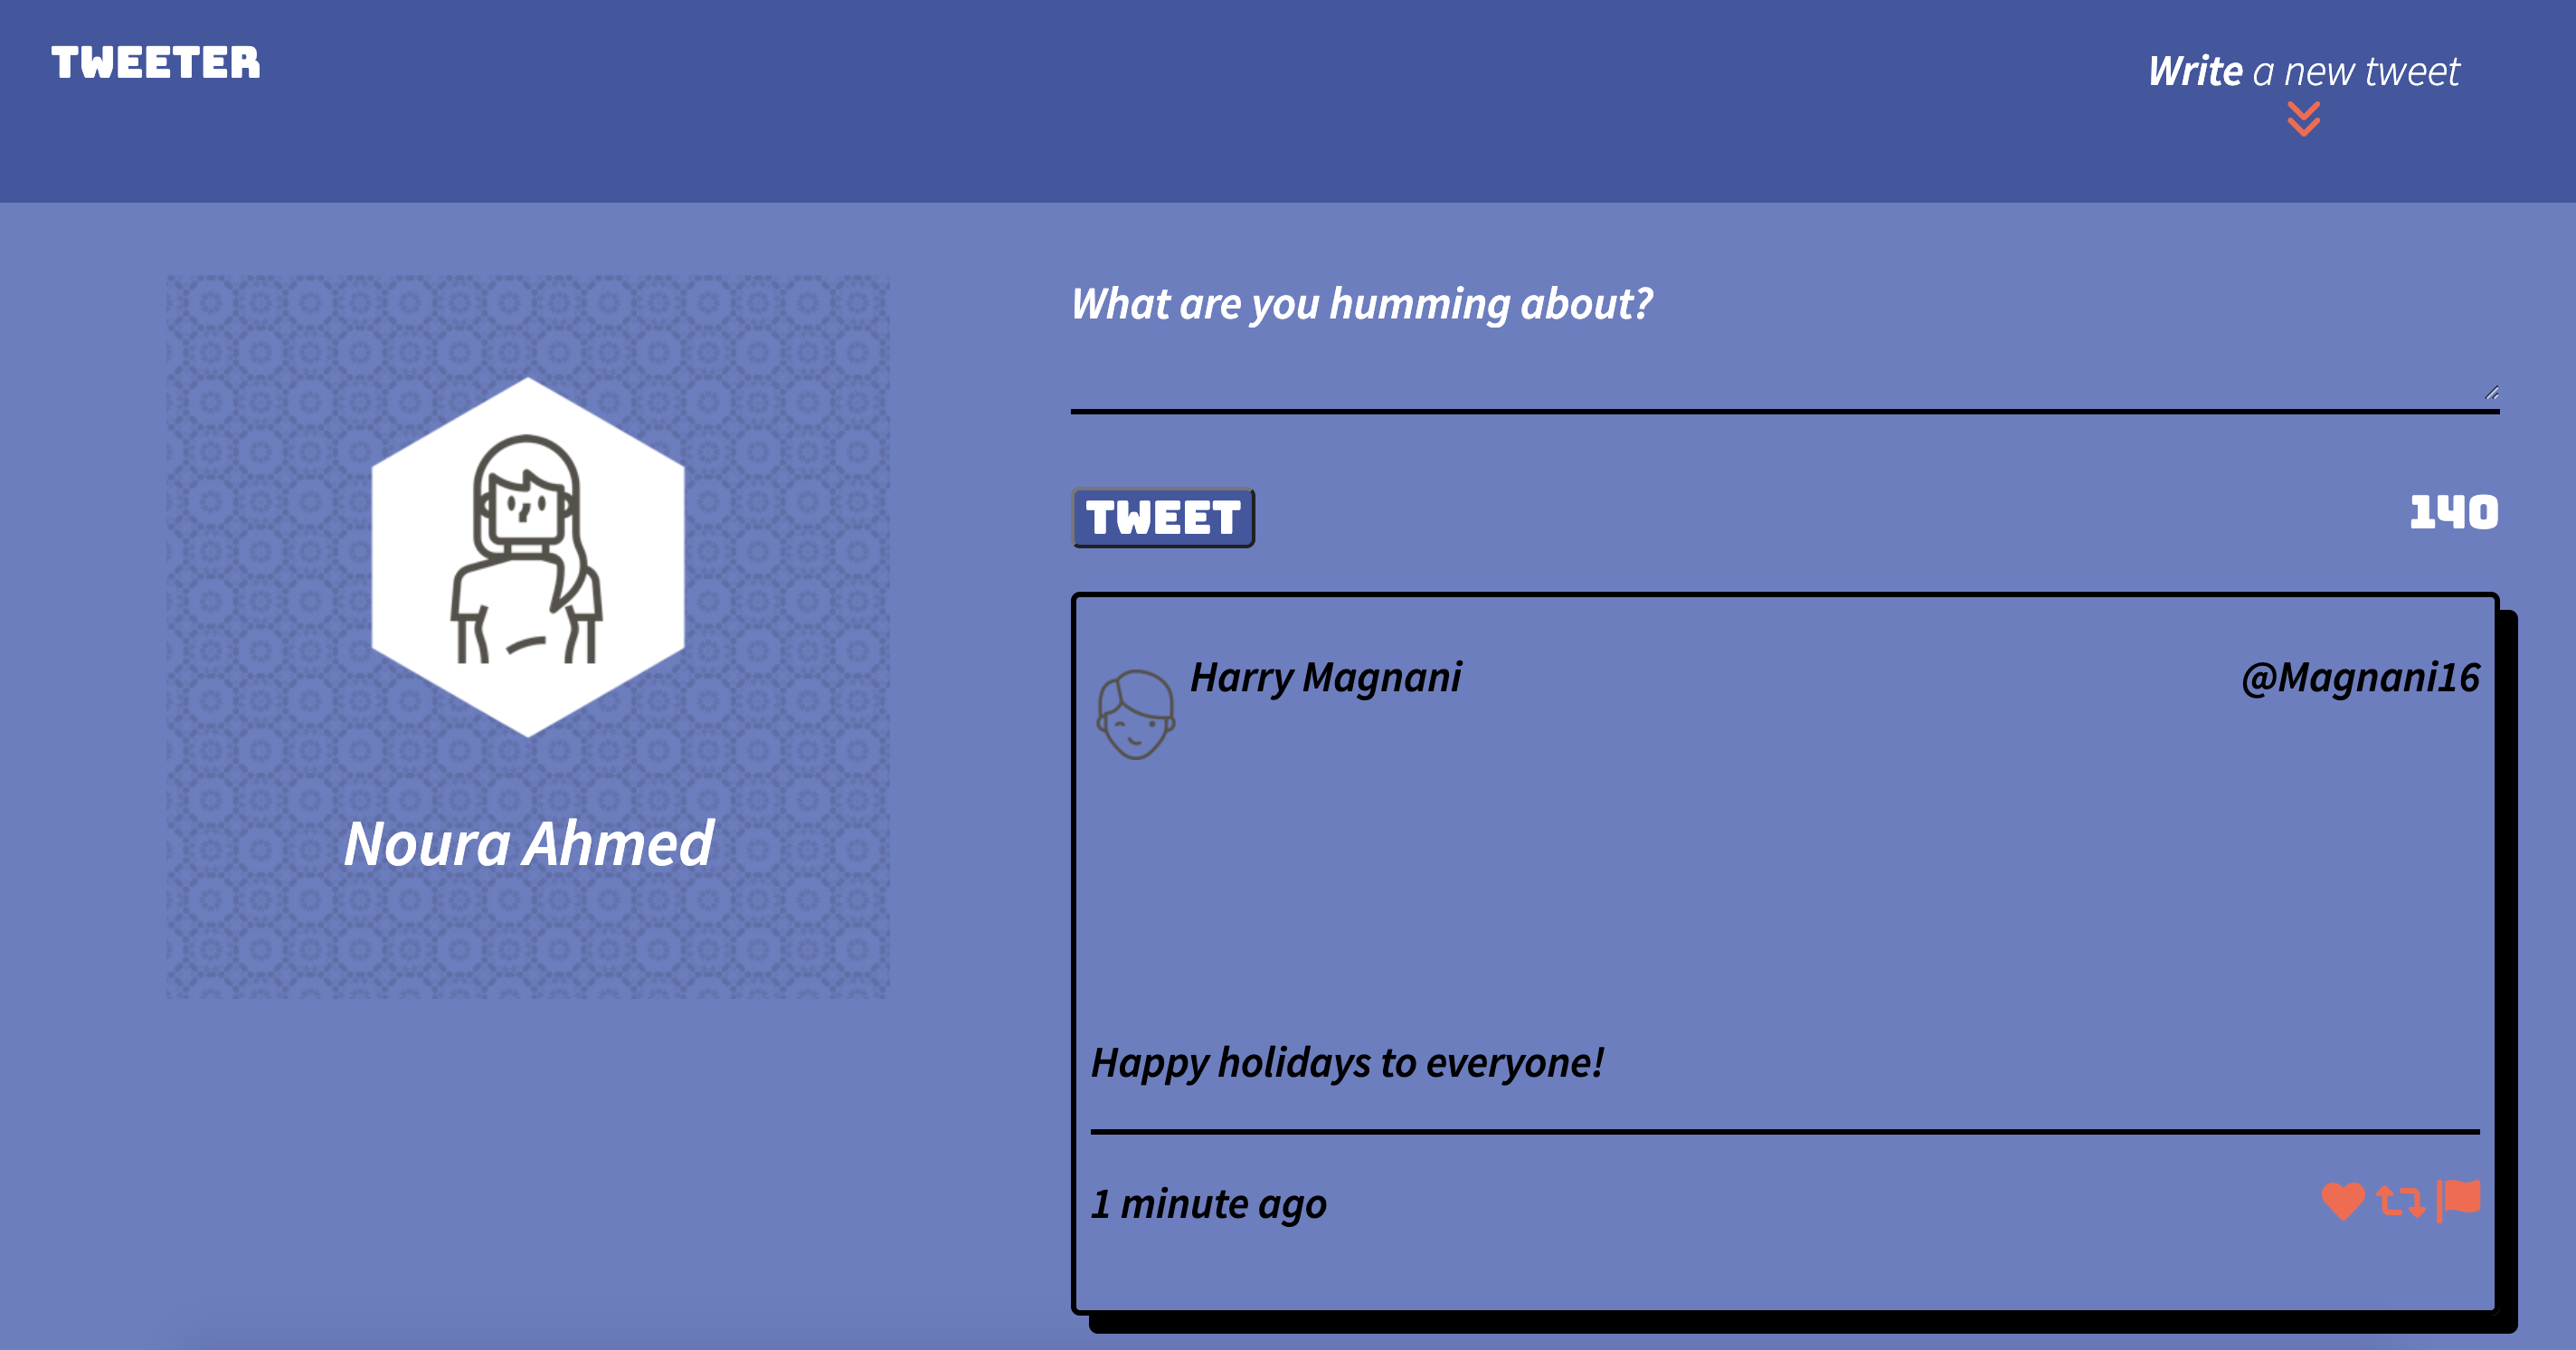 TWEETER
Write a new tweet
Noura Ahmed
What are you humming about?
TWEET
140
Harry Magnani
@Magnani16
Happy holidays to everyone!
1 minute ago